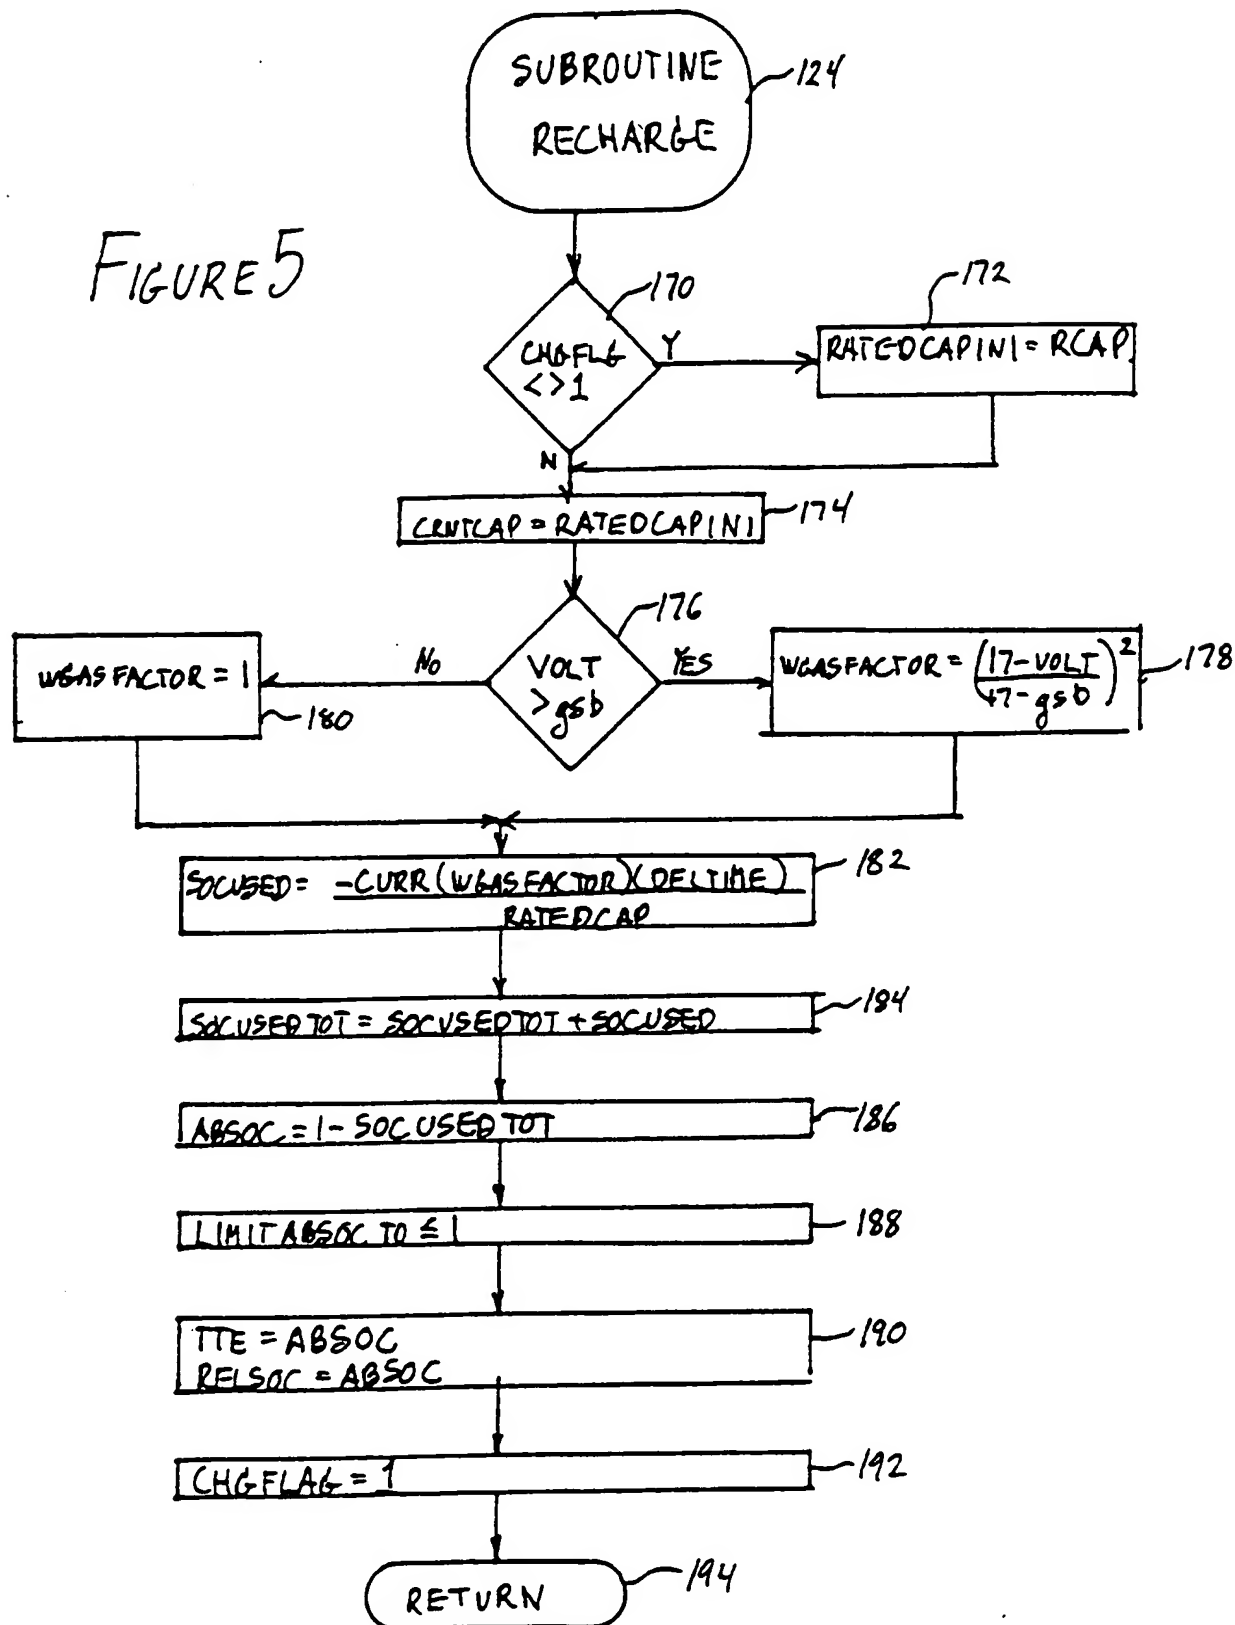 SUBROUTINE
RECHARGE
124
FIGURE 5
170
172
CHGFLG
<>1
Y
RATEDCAPINI = RCAP
N
CRNTCAP = RATEDCAPINI
174
176
WGASFACTOR = 1
180
No
VOLT
>gsb
YES
WGASFACTOR = (17-VOLT / 17-gsb)²
178
SOCUSED = -CURR(WGASFACTOR)(DELTIME)
RATEDCAP
182
SOCUSEDTOT = SOCUSEDTOT + SOCUSED
184
ABSOC = 1 - SOCUSEDTOT
186
LIMIT ABSOC TO ≤ 1
188
TTE = ABSOC
RELSOC = ABSOC
190
CHGFLAG = 1
192
RETURN
194